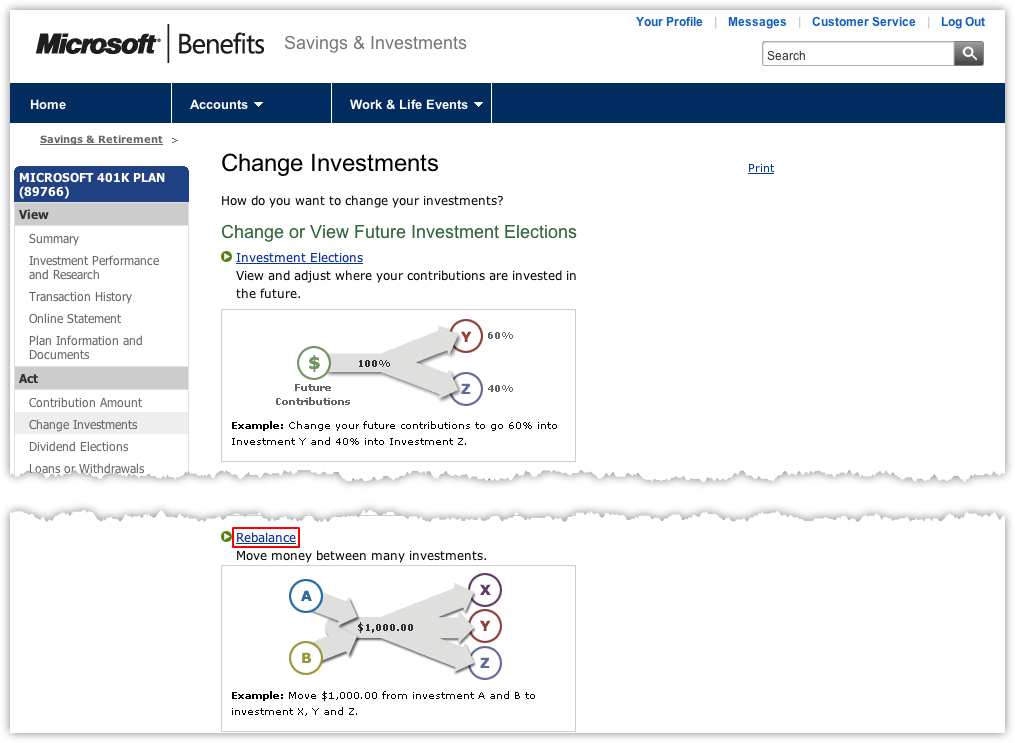 Your Profile | Messages | Customer Service | Log Out
Microsoft® | Benefits Savings & Investments
Search
Home Accounts Work & Life Events
Savings & Retirement >
MICROSOFT 401K PLAN
(89766)
View
Summary
Investment Performance
and Research
Transaction History
Online Statement
Plan Information and
Documents
Act
Contribution Amount
Change Investments
Dividend Elections
Loans or Withdrawals
Change Investments
Print
How do you want to change your investments?
Change or View Future Investment Elections
Investment Elections
View and adjust where your contributions are invested in
the future.
Y 60%
$ 100%
Future
Contributions
Z 40%
Example: Change your future contributions to go 60% into
Investment Y and 40% into Investment Z.
Rebalance
Move money between many investments.
A X
$1,000.00 Y
B Z
Example: Move $1,000.00 from investment A and B to
investment X, Y and Z.